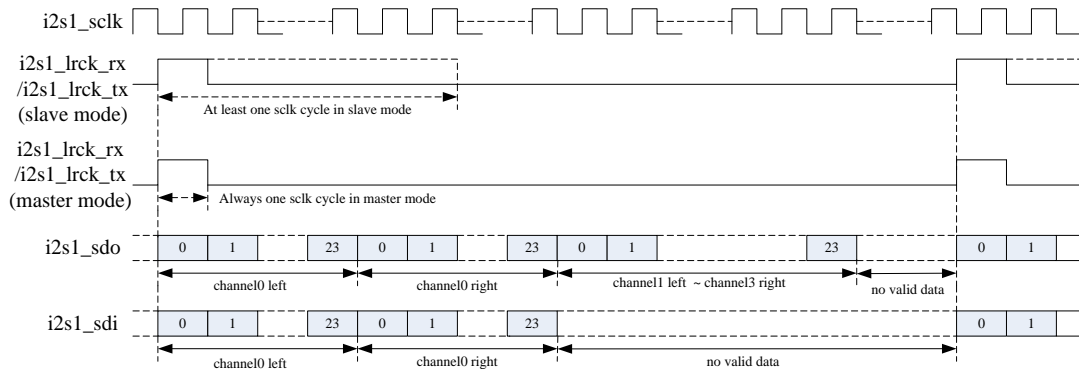 i2s1_sclk
i2s1_lrck_rx
/i2s1_lrck_tx
(slave mode)
At least one sclk cycle in slave mode
i2s1_lrck_rx
/i2s1_lrck_tx
(master mode)
Always one sclk cycle in master mode
i2s1_sdo
0 1 23 0 1 23 0 1 23 0 1
channel0 left channel0 right channel1 left ~ channel3 right no valid data
i2s1_sdi
0 1 23 0 1 23 0 1
channel0 left channel0 right no valid data